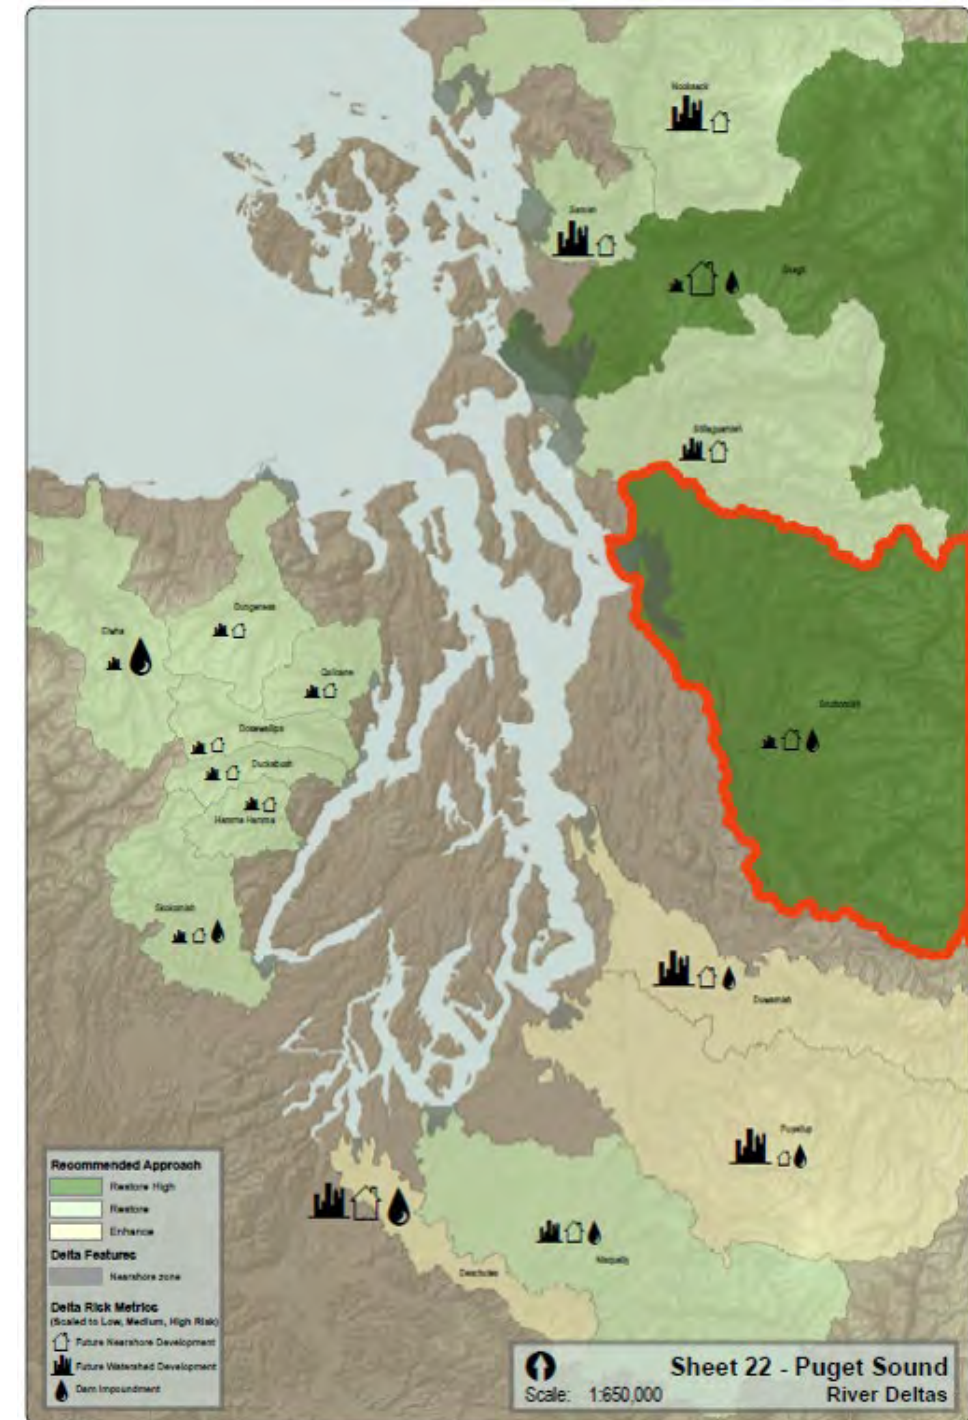 Nooksack
Samish
Skagit
Stillaguamish
Dungeness
Elwha
Quilcene
Snohomish
Dosewallips
Duckabush
Hamma Hamma
Skokomish
Duwamish
Puyallup
Nisqually
Deschutes
Recommended Approach
Restore High
Restore
Enhance
Delta Features
Nearshore zone
Delta Risk Metrics
(Scaled to Low, Medium, High Risk)
Future Nearshore Development
Future Watershed Development
Dam Impoundment
Sheet 22 - Puget Sound
Scale: 1:650,000 River Deltas